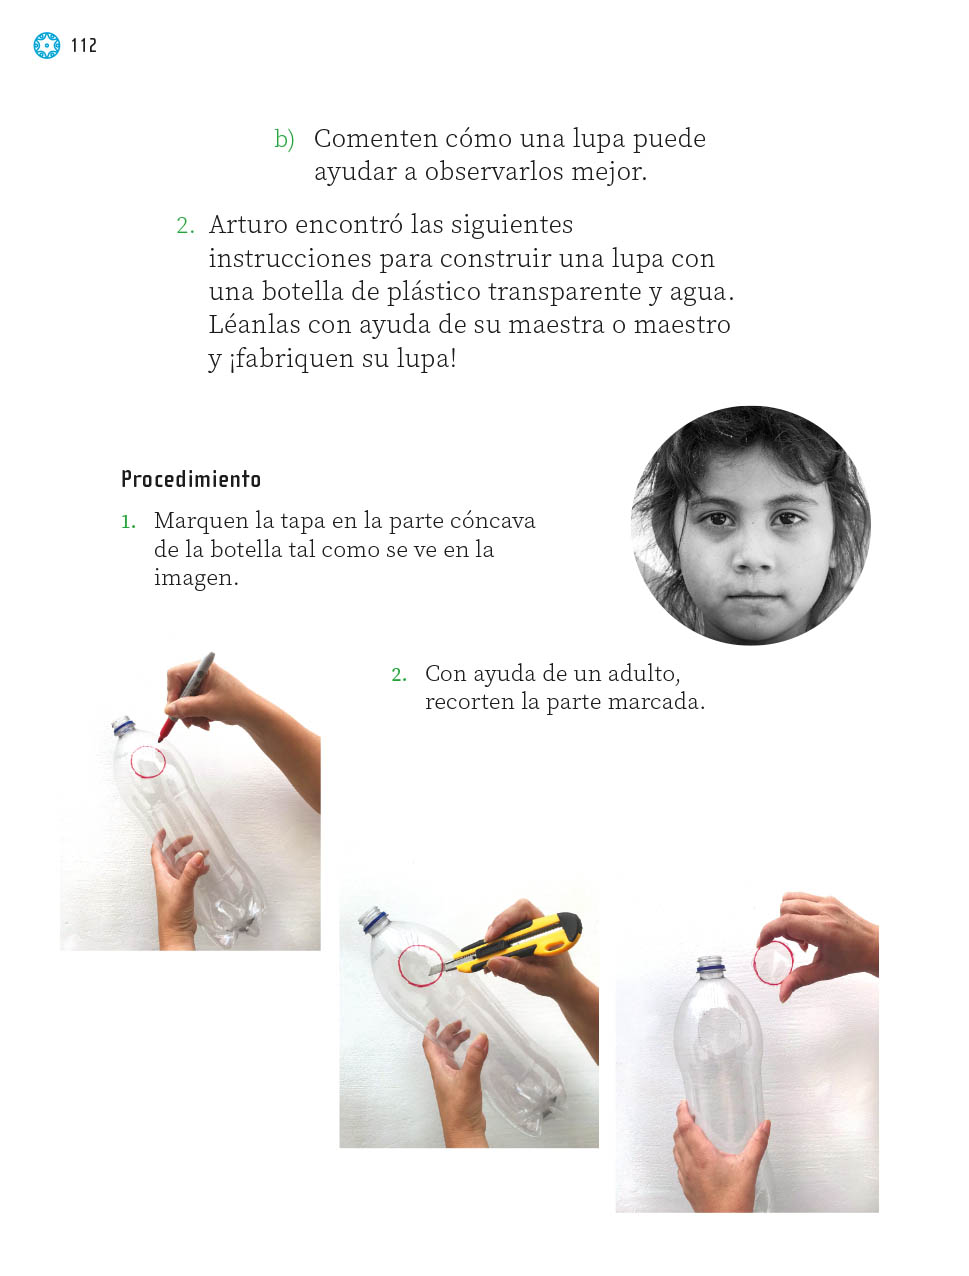 112
b) Comenten cómo una lupa puede
ayudar a observarlos mejor.
2. Arturo encontró las siguientes
instrucciones para construir una lupa con
una botella de plástico transparente y agua.
Léanlas con ayuda de su maestra o maestro
y ¡fabriquen su lupa!
Procedimiento
1. Marquen la tapa en la parte cóncava
de la botella tal como se ve en la
imagen.
2. Con ayuda de un adulto,
recorten la parte marcada.